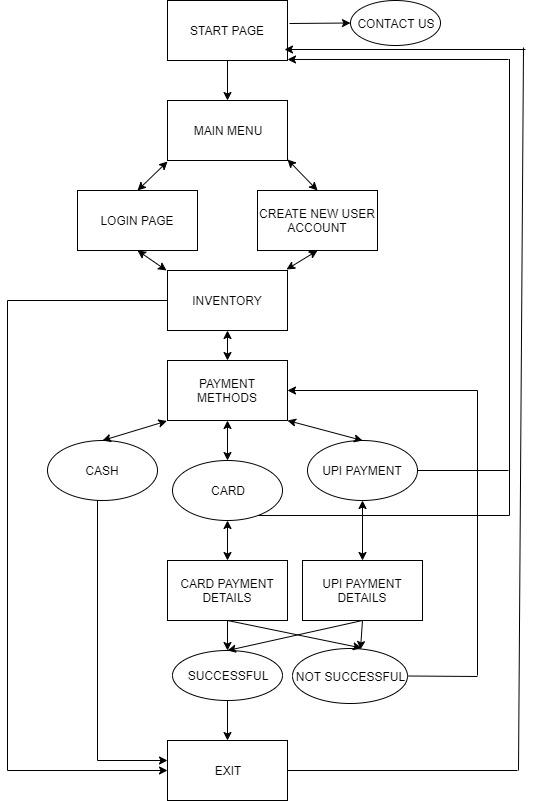 START PAGE
CONTACT US
MAIN MENU
LOGIN PAGE
CREATE NEW USER
ACCOUNT
INVENTORY
PAYMENT
METHODS
CASH
CARD
UPI PAYMENT
CARD PAYMENT
DETAILS
UPI PAYMENT
DETAILS
SUCCESSFUL
NOT SUCCESSFUL
EXIT